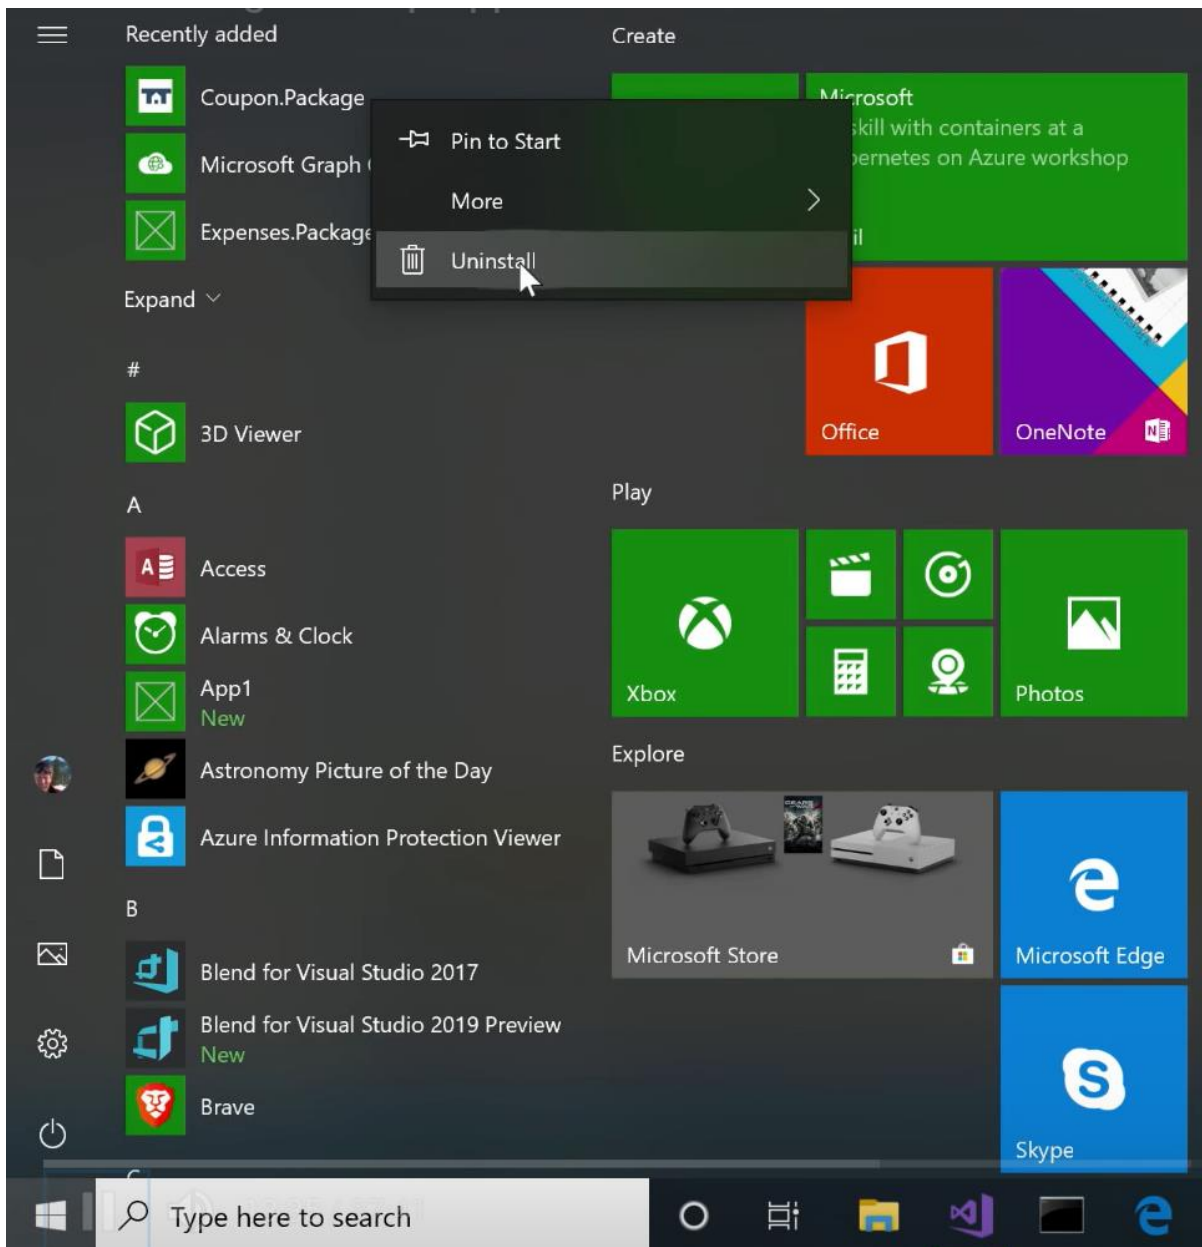 Recently added
Coupon.Package
Microsoft Graph
Expenses.Package
Expand
#
3D Viewer
A
Access
Alarms & Clock
App1
New
Astronomy Picture of the Day
Azure Information Protection Viewer
B
Blend for Visual Studio 2017
Blend for Visual Studio 2019 Preview
New
Brave
Pin to Start
More
Uninstall
Create
Microsoft
skill with containers at a
Azure workshop
Office
OneNote
Play
Xbox
Photos
Explore
Microsoft Store
Microsoft Edge
Skype
Type here to search